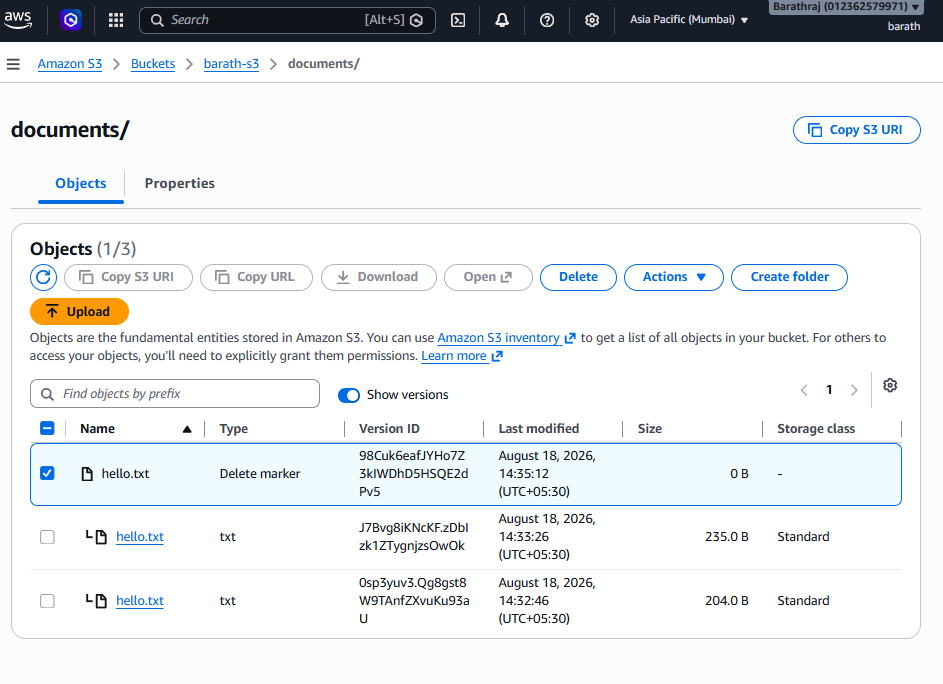 aws
Search [Alt+S]
Asia Pacific (Mumbai)
Barathraj (012362579971)
barath
Amazon S3 > Buckets > barath-s3 > documents/
documents/
Copy S3 URI
Objects Properties
Objects (1/3)
Copy S3 URI Copy URL Download Open Delete Actions Create folder
Upload
Objects are the fundamental entities stored in Amazon S3. You can use Amazon S3 inventory to get a list of all objects in your bucket. For others to
access your objects, you'll need to explicitly grant them permissions. Learn more
Find objects by prefix
Show versions
1
Name Type Version ID Last modified Size Storage class
hello.txt Delete marker 98Cuk6eafJYHo7Z August 18, 2026, 0 B -
3kIWDhD5HSQE2d 14:35:12
Pv5 (UTC+05:30)
hello.txt txt J7Bvg8iKNcKF.zDbI August 18, 2026, 235.0 B Standard
zk1ZTygnjzsOwOk 14:33:26
(UTC+05:30)
hello.txt txt 0sp3yuv3.Qg8gst8 August 18, 2026, 204.0 B Standard
W9TAnfZXvuKu93a 14:32:46
U (UTC+05:30)